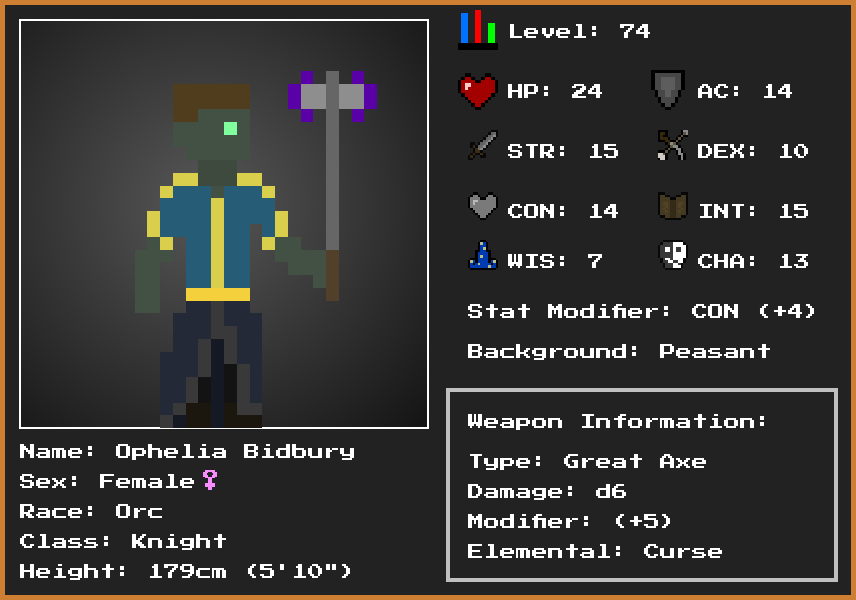 Level: 74
HP: 24 AC: 14
STR: 15 DEX: 10
CON: 14 INT: 15
WIS: 7 CHA: 13
Stat Modifier: CON (+4)
Background: Peasant
Weapon Information:
Type: Great Axe
Damage: d6
Modifier: (+5)
Elemental: Curse
Name: Ophelia Bidbury
Sex: Female♀
Race: Orc
Class: Knight
Height: 179cm (5'10")